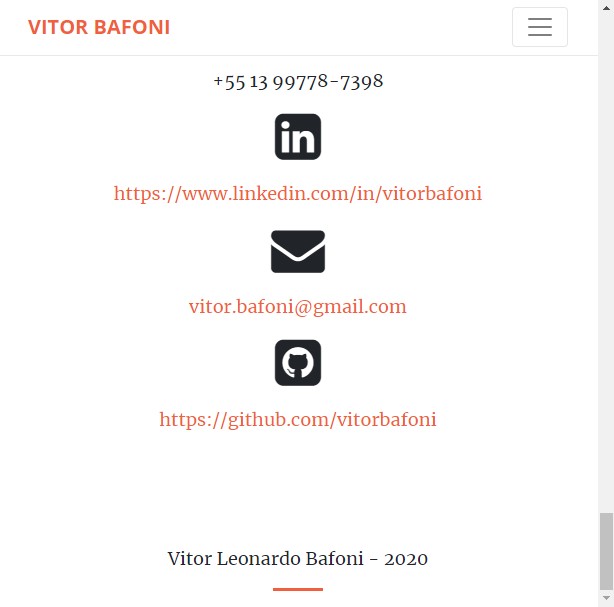 VITOR BAFONI
+55 13 99778-7398
in
https://www.linkedin.com/in/vitorbafoni
vitor.bafoni@gmail.com
https://github.com/vitorbafoni
Vitor Leonardo Bafoni - 2020